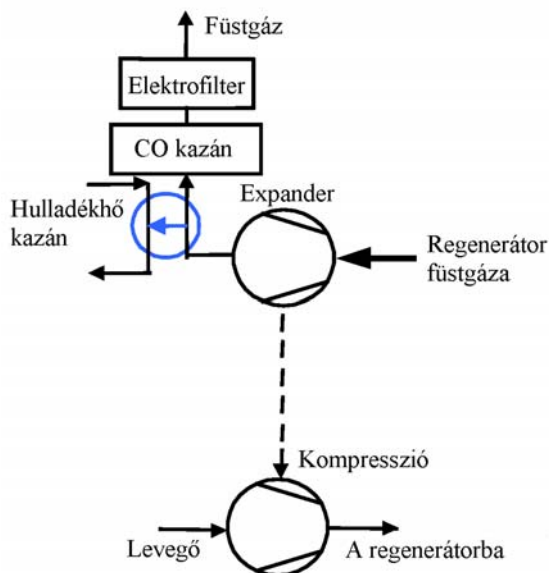 Füstgáz
Elektrofilter
CO kazán
Expander
Hulladékhő
kazán
Regenerátor
füstgáza
Kompresszió
Levegő
A regenerátorba